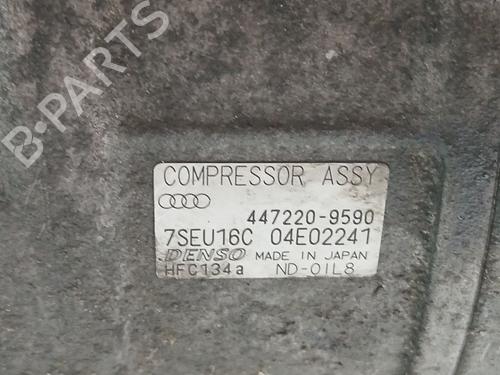 B-PARTS
COMPRESSOR ASSY
447220-9590
7SEU16C 04E02241
DENSO MADE IN JAPAN
HFC134a ND-OIL8